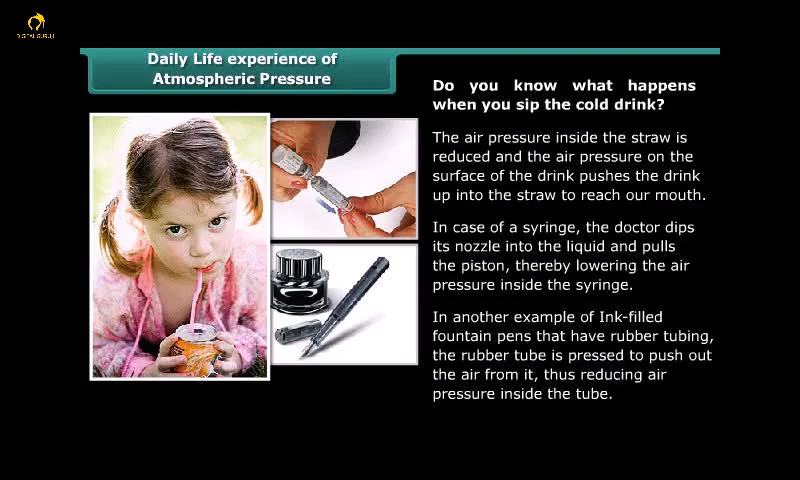 DIGITAL GURUJI
Daily Life experience of
Atmospheric Pressure
Do you know what happens
when you sip the cold drink?
The air pressure inside the straw is
reduced and the air pressure on the
surface of the drink pushes the drink
up into the straw to reach our mouth.
In case of a syringe, the doctor dips
its nozzle into the liquid and pulls
the piston, thereby lowering the air
pressure inside the syringe.
In another example of Ink-filled
fountain pens that have rubber tubing,
the rubber tube is pressed to push out
the air from it, thus reducing air
pressure inside the tube.